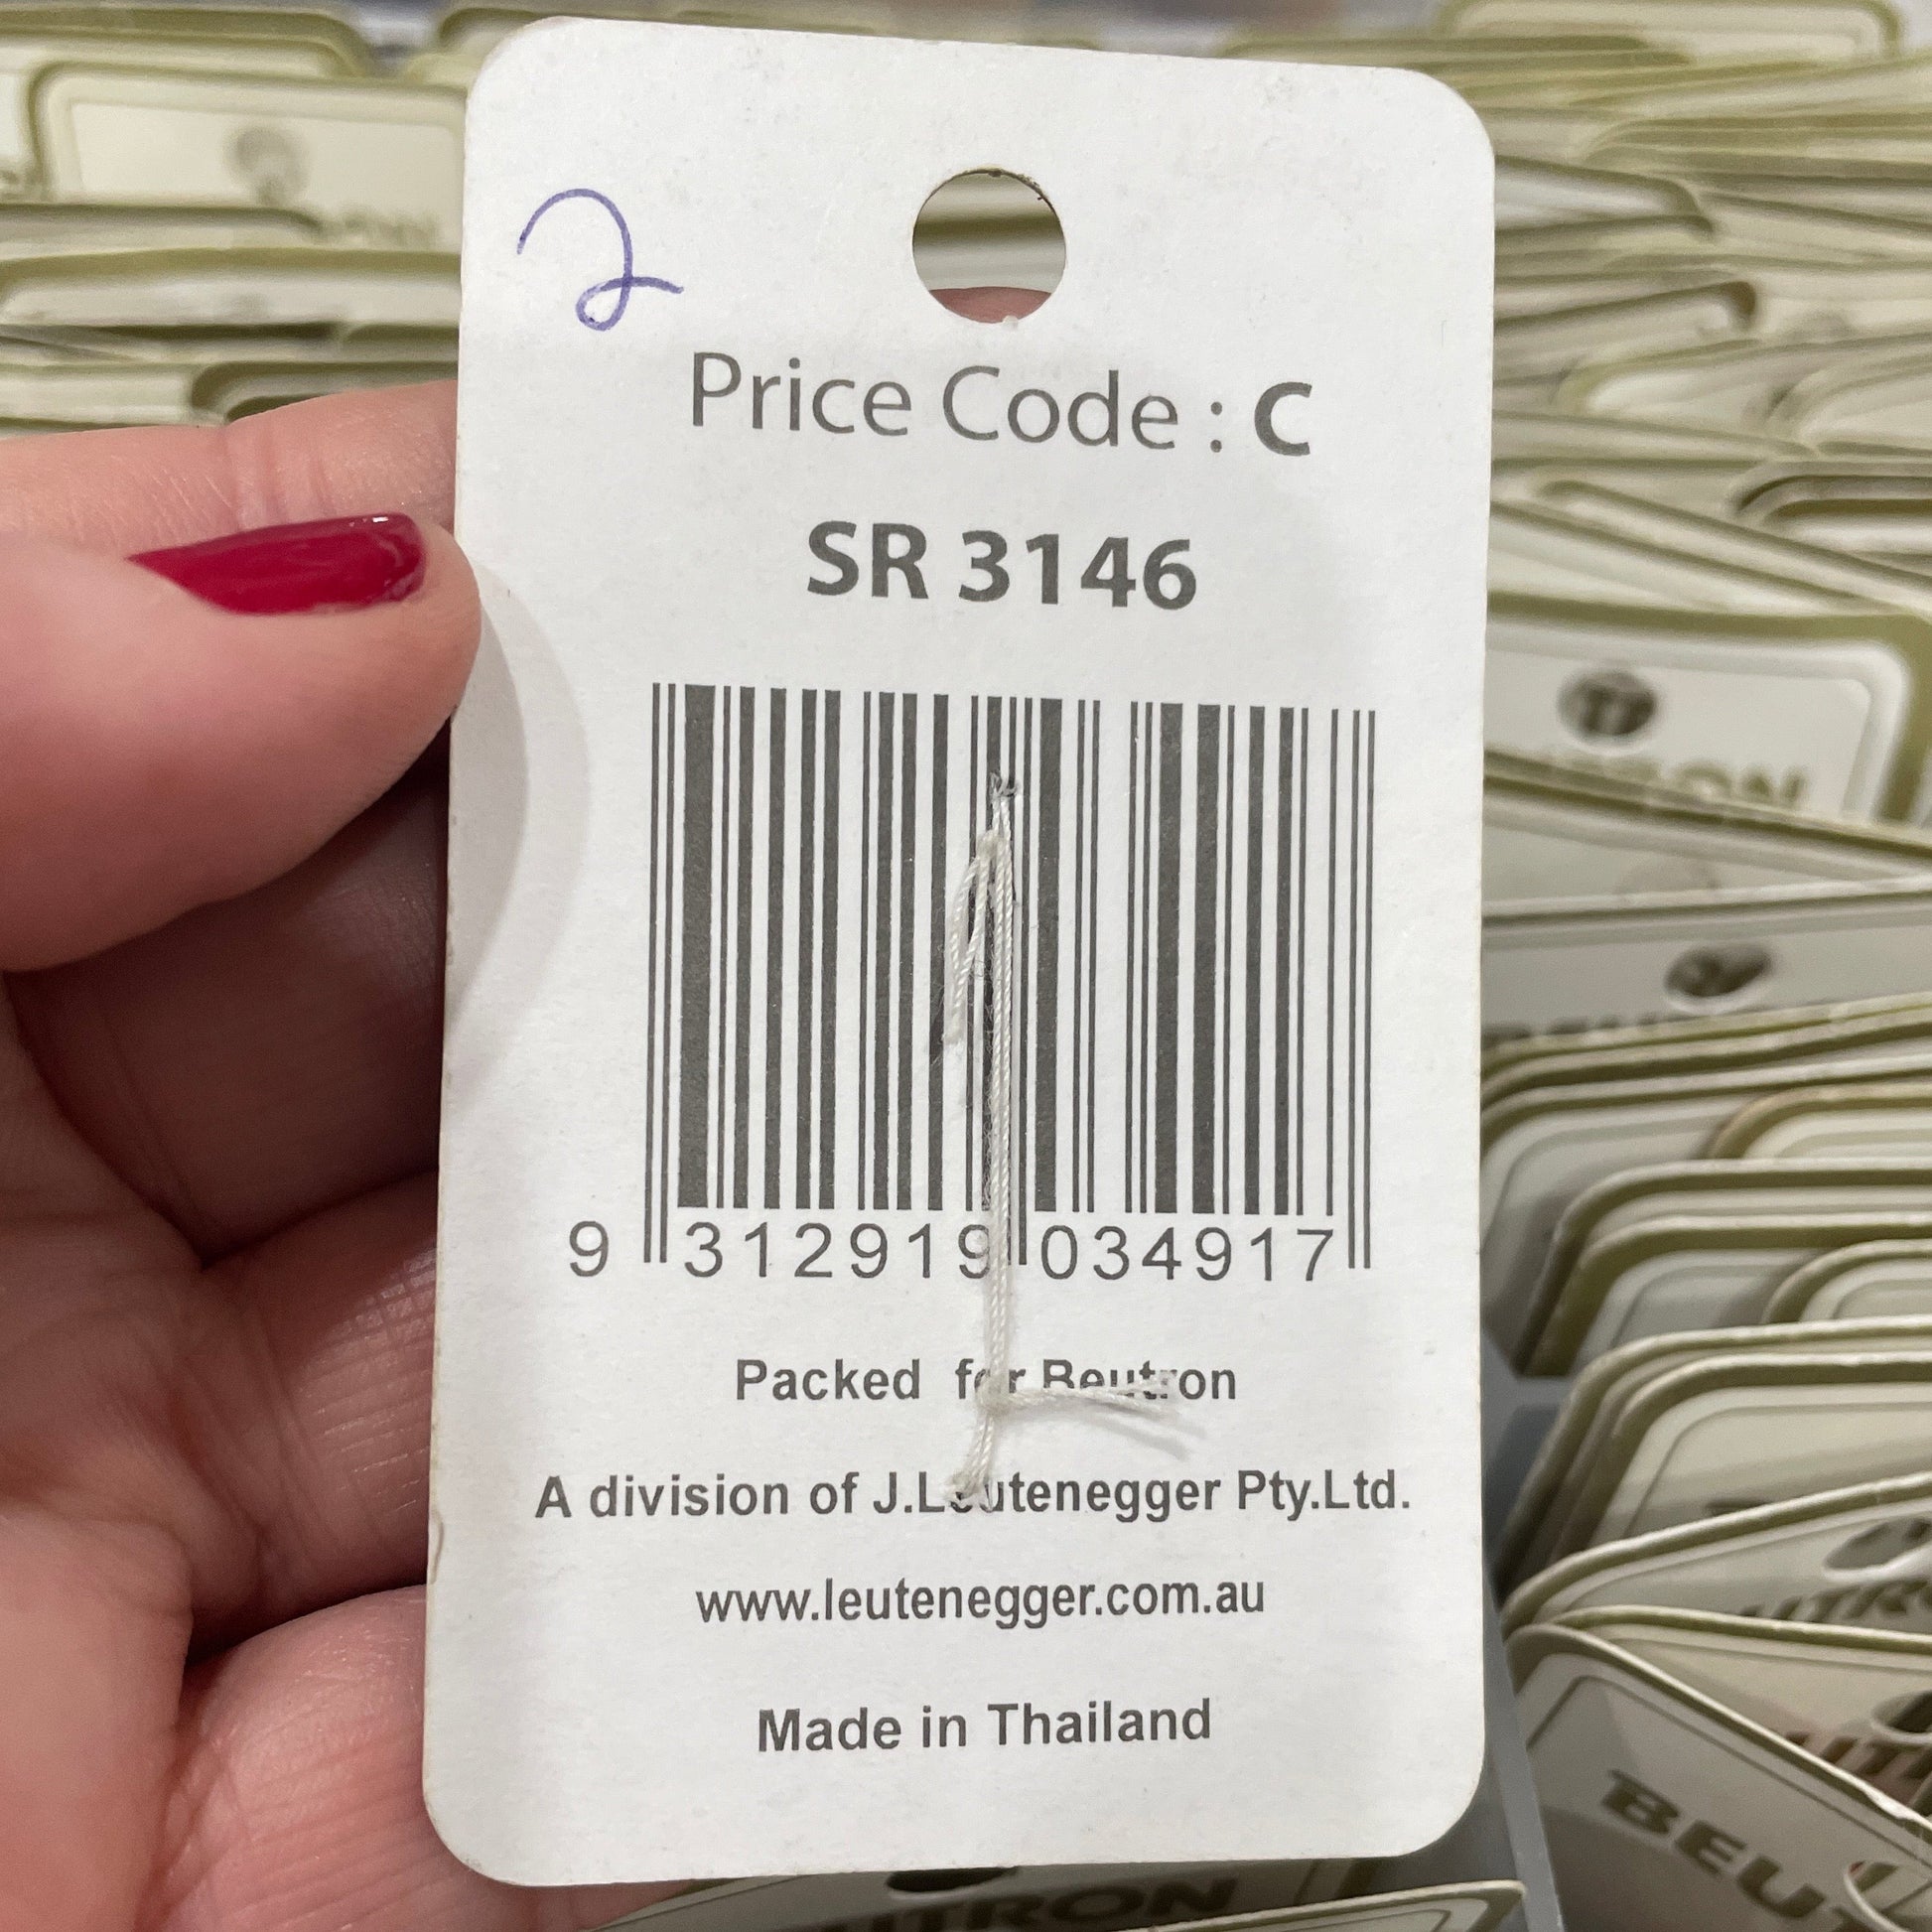 2
Price Code : C
SR 3146
9 312919 034917
Packed for Beutron
A division of J.Leutenegger Pty.Ltd.
www.leutenegger.com.au
Made in Thailand